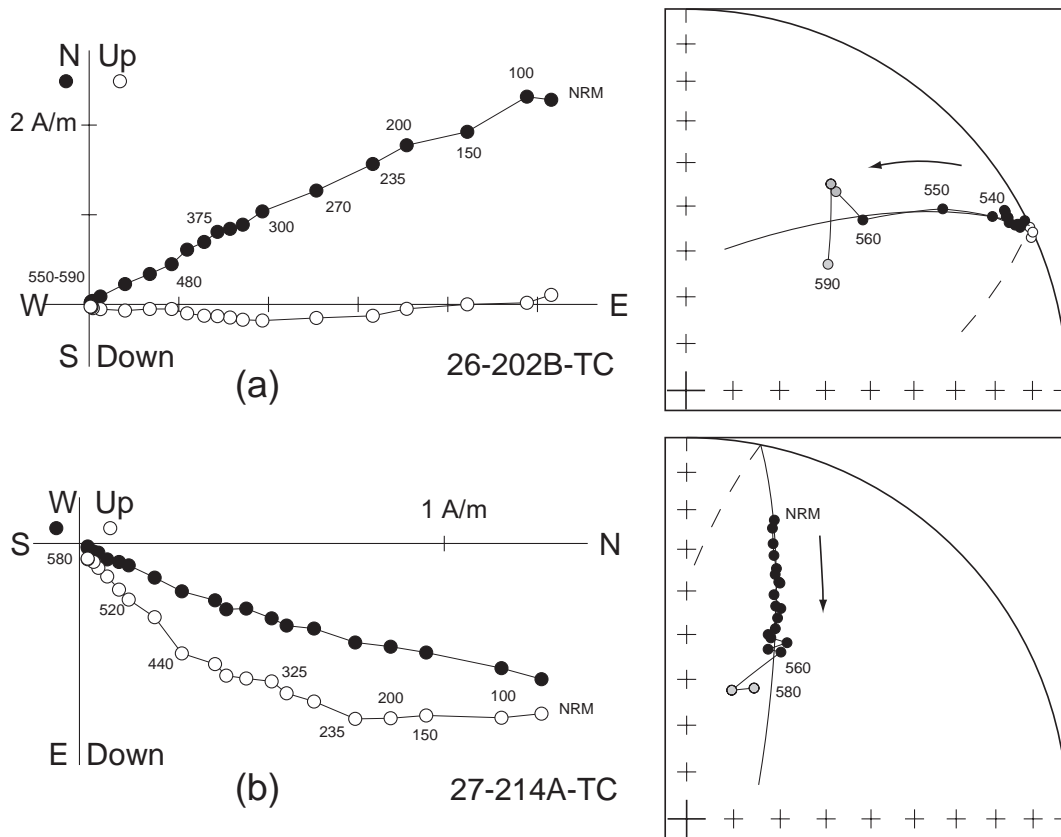 N Up
100
NRM
2 A/m
200
150
235
375
270
300
550-590
480
W E
S Down
26-202B-TC
(a)
550
540
560
590
W Up
1 A/m
S N
580
520
440
325
200
100
235
150
NRM
E Down
27-214A-TC
(b)
NRM
560
580